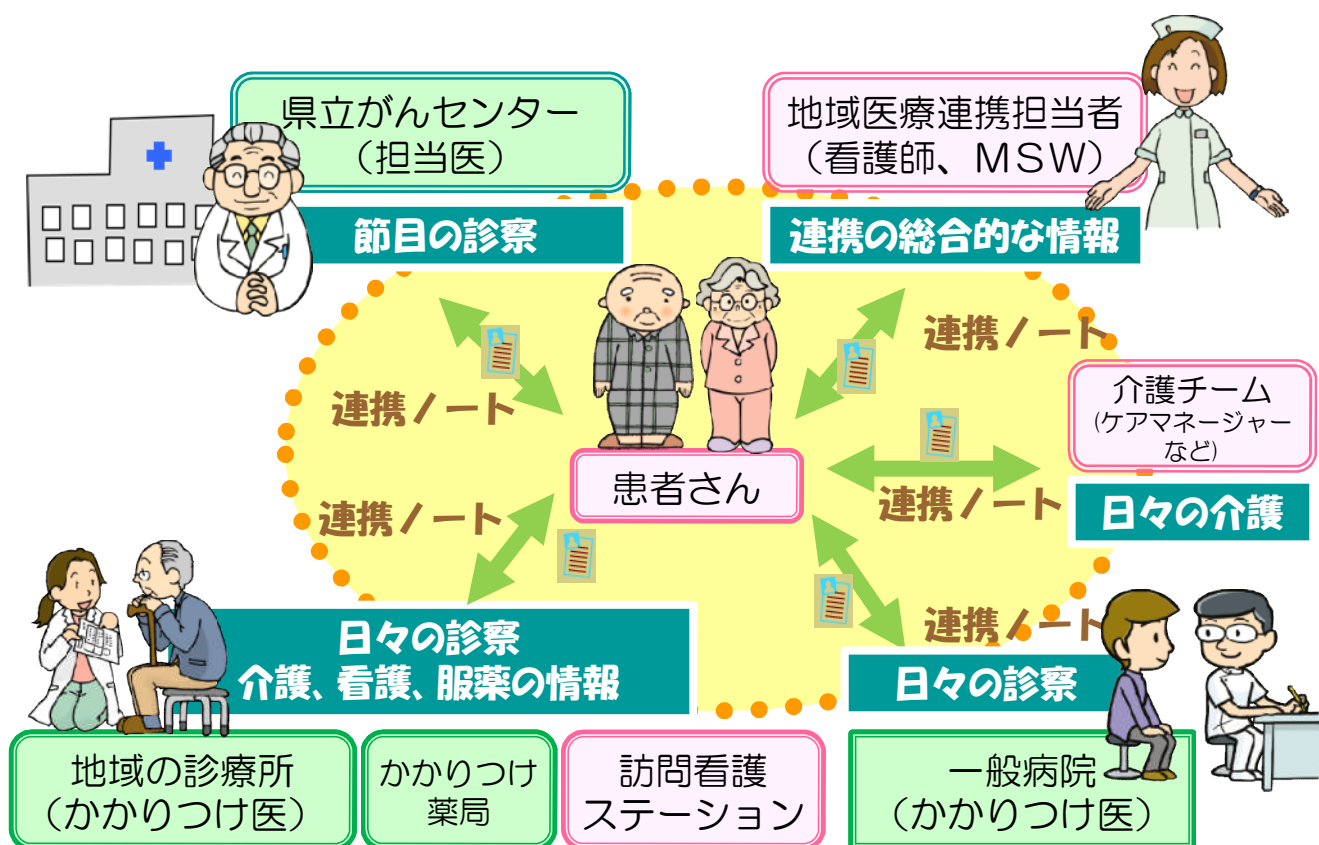 県立がんセンター
（担当医）
節目の診察
地域医療連携担当者
（看護師、ＭＳＷ）
連携の総合的な情報
連携ノート
連携ノート
介護チーム
(ケアマネージャー
など)
日々の介護
患者さん
連携ノート
連携ノート
連携ノート
日々の診察
介護、看護、服薬の情報
日々の診察
地域の診療所
（かかりつけ医）
かかりつけ
薬局
訪問看護
ステーション
一般病院
（かかりつけ医）